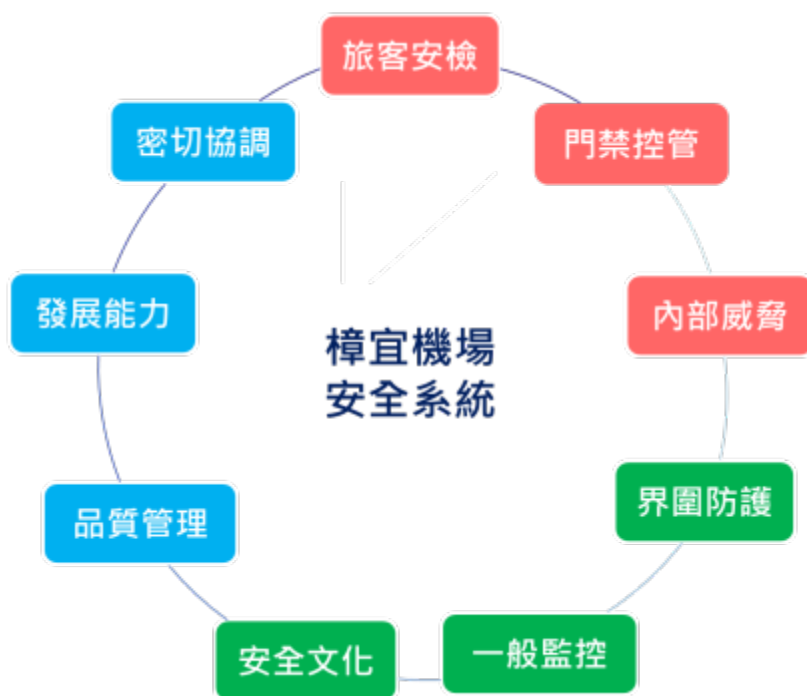 旅客安檢
門禁控管
內部威脅
界圍防護
一般監控
安全文化
品質管理
發展能力
密切協調
樟宜機場
安全系統